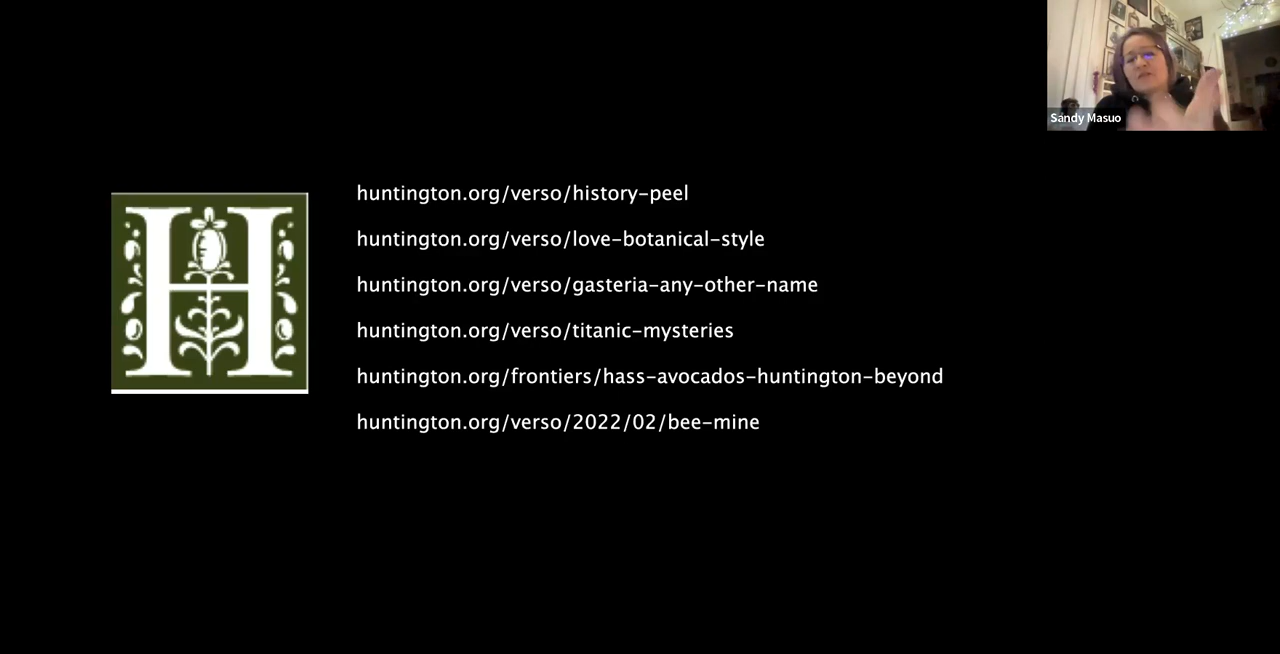 Sandy Masuo
H
huntington.org/verso/history-peel
huntington.org/verso/love-botanical-style
huntington.org/verso/gasteria-any-other-name
huntington.org/verso/titanic-mysteries
huntington.org/frontiers/hass-avocados-huntington-beyond
huntington.org/verso/2022/02/bee-mine